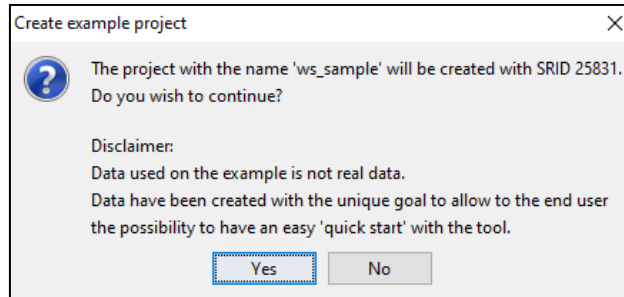 Create example project
The project with the name 'ws_sample' will be created with SRID 25831.
Do you wish to continue?
Disclaimer:
Data used on the example is not real data.
Data have been created with the unique goal to allow to the end user
the possibility to have an easy 'quick start' with the tool.
Yes No